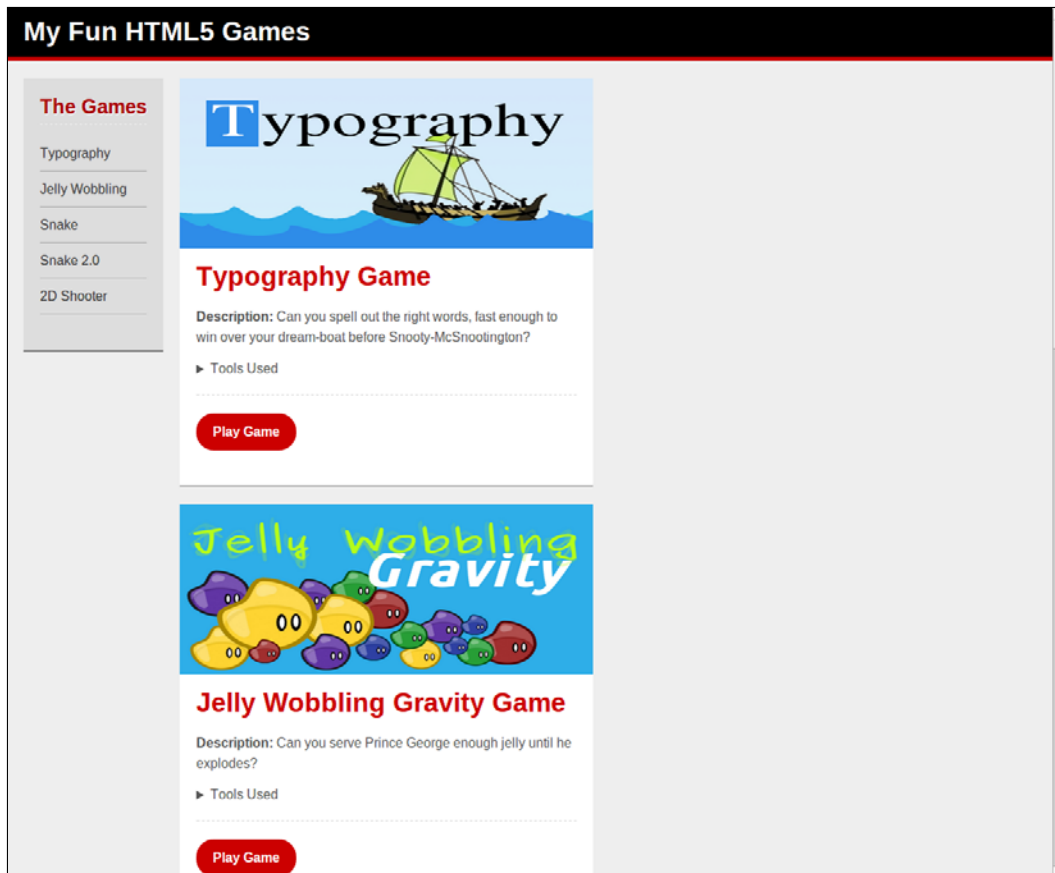 My Fun HTML5 Games
The Games
Typography
Jelly Wobbling
Snake
Snake 2.0
2D Shooter
Typography
Typography Game
Description: Can you spell out the right words, fast enough to
win over your dream-boat before Snooty-McSnootington?
Tools Used
Play Game
Jelly Wobbling
Gravity
Jelly Wobbling Gravity Game
Description: Can you serve Prince George enough jelly until he
explodes?
Tools Used
Play Game